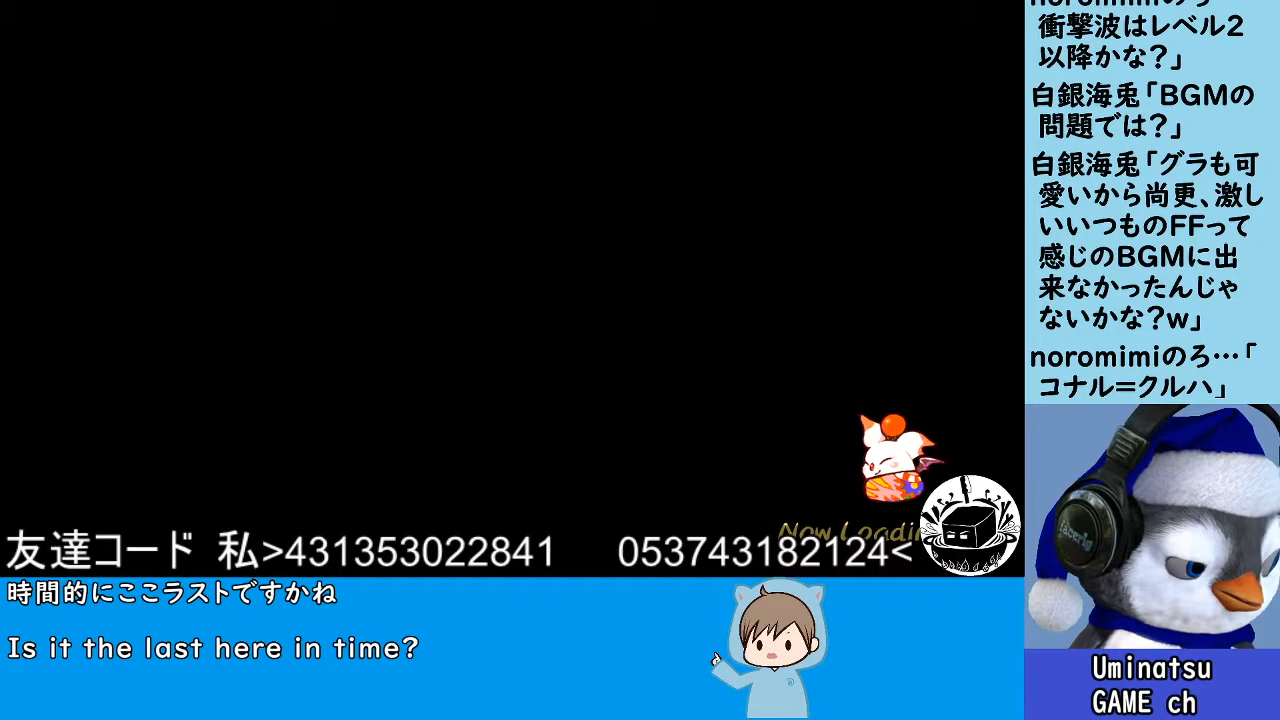 衝撃波はレベル2
以降かな?」
白銀海兎「BGMの
問題では?」
白銀海兎「グラも可
愛いから尚更、激し
いいつものFFって
感じのBGMに出
来なかったんじゃ
ないかな?w」
noromimiのろ…「
コナル=クルハ」
Now Loadin
友達コード 私>431353022841 053743182124<
時間的にここラストですかね
Is it the last here in time?
facerig
Uminatsu
GAME ch